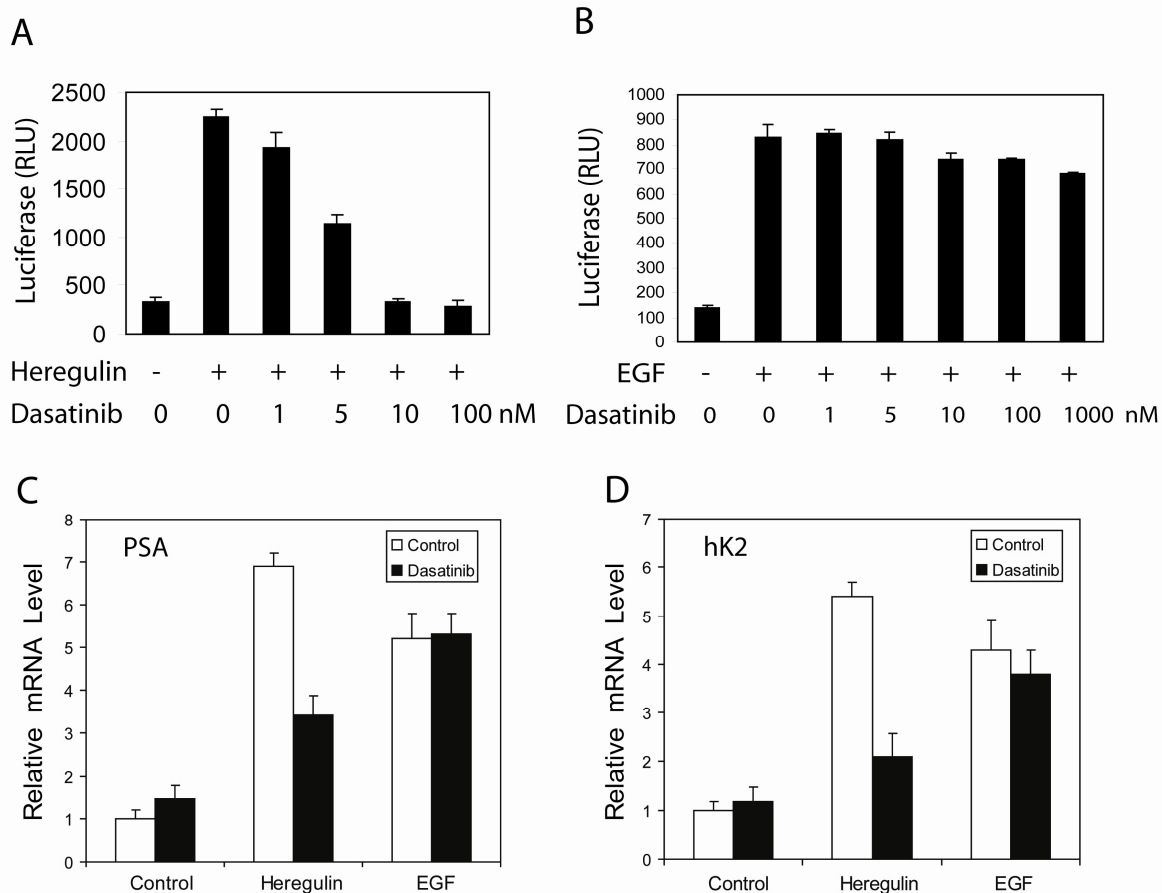 A
2500
2000
1500
1000
500
0
Luciferase (RLU)
Heregulin - + + + + +
Dasatinib 0 0 1 5 10 100 nM
B
1000
900
800
700
600
500
400
300
200
100
0
Luciferase (RLU)
EGF - + + + + + +
Dasatinib 0 0 1 5 10 100 1000 nM
C
8
7
6
5
4
3
2
1
0
Relative mRNA Level
PSA
Control
Dasatinib
Control Heregulin EGF
D
7
6
5
4
3
2
1
0
Relative mRNA Level
hK2
Control
Dasatinib
Control Heregulin EGF